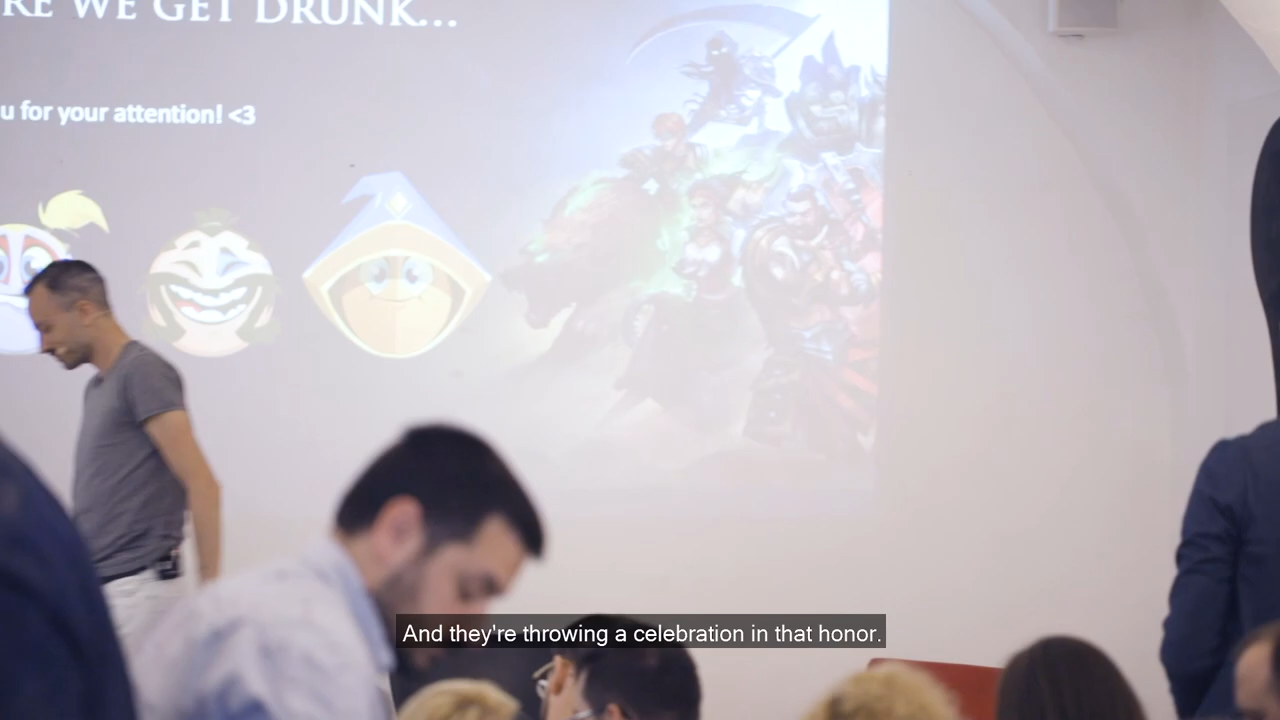 RE WE GET DRUNK...
u for your attention! <3
And they're throwing a celebration in that honor.